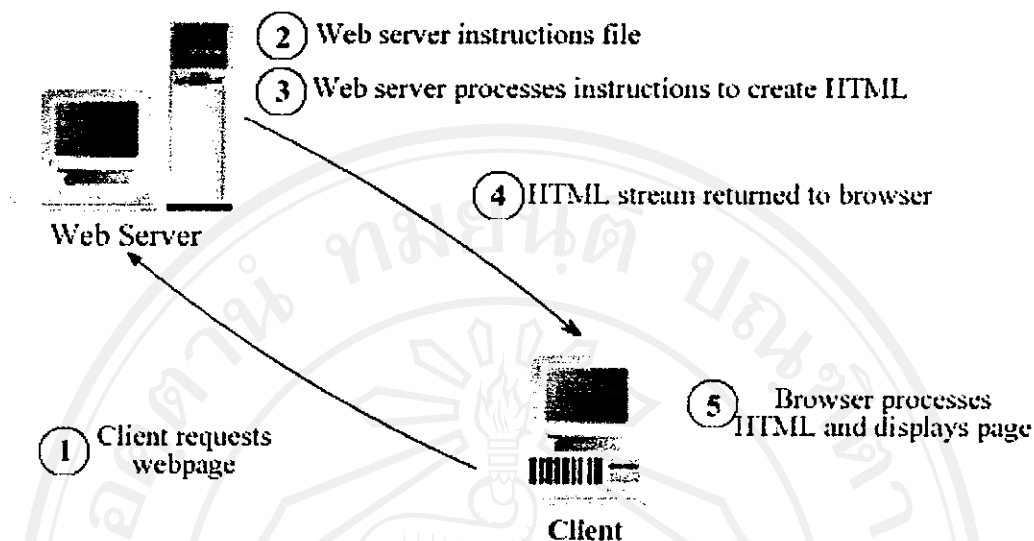 2 Web server instructions file
3 Web server processes instructions to create HTML
4 HTML stream returned to browser
Web Server
1 Client requests
webpage
5 Browser processes
HTML and displays page
Client